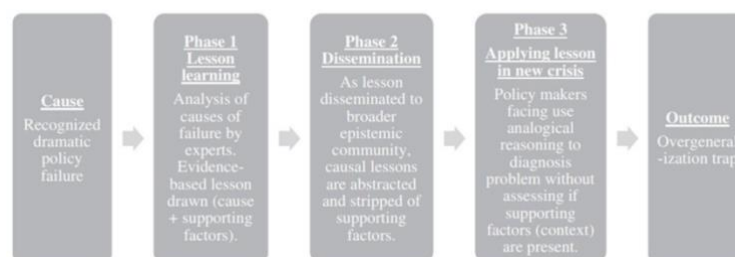 Cause
Recognized
dramatic
policy
failure
Phase 1
Lesson
learning
Analysis of
causes of
failure by
experts.
Evidence-
based lesson
drawn (cause
+ supporting
factors).
Phase 2
Dissemination
As lesson
disseminated to
broader
epistemic
community,
causal lessons
are abstracted
and stripped of
supporting
factors.
Phase 3
Applying lesson
in new crisis
Policy makers
facing use
analogical
reasoning to
diagnosis
problem without
assessing if
supporting
factors (context)
are present.
Outcome
Overgeneral
-ization trap